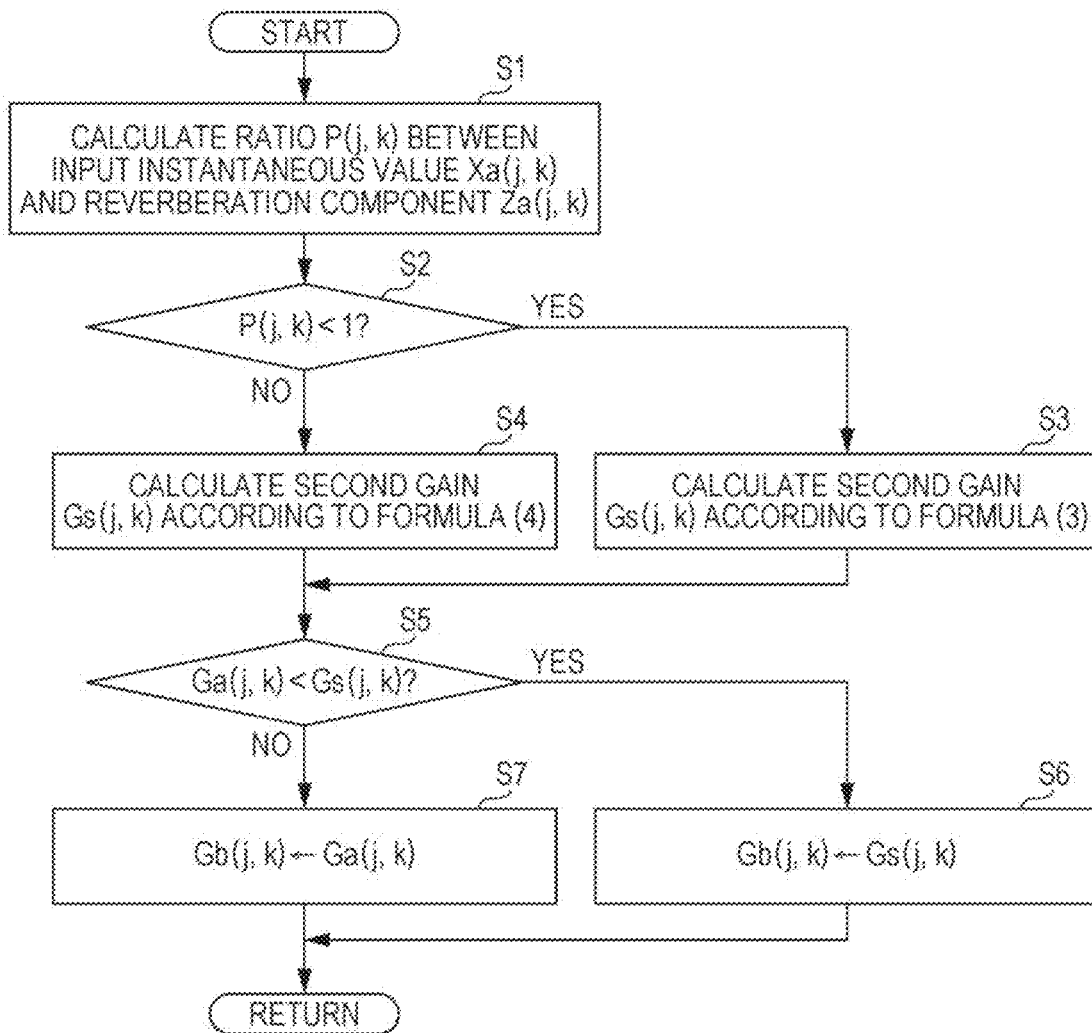 START
S1
CALCULATE RATIO P(j, k) BETWEEN
INPUT INSTANTANEOUS VALUE Xa(j, k)
AND REVERBERATION COMPONENT Za(j, k)
S2
P(j, k) < 1?
YES
NO
S4
CALCULATE SECOND GAIN
Gs(j, k) ACCORDING TO FORMULA (4)
S3
CALCULATE SECOND GAIN
Gs(j, k) ACCORDING TO FORMULA (3)
S5
Ga(j, k) < Gs(j, k)?
YES
NO
S7
Gb(j, k) ← Ga(j, k)
S6
Gb(j, k) ← Gs(j, k)
RETURN